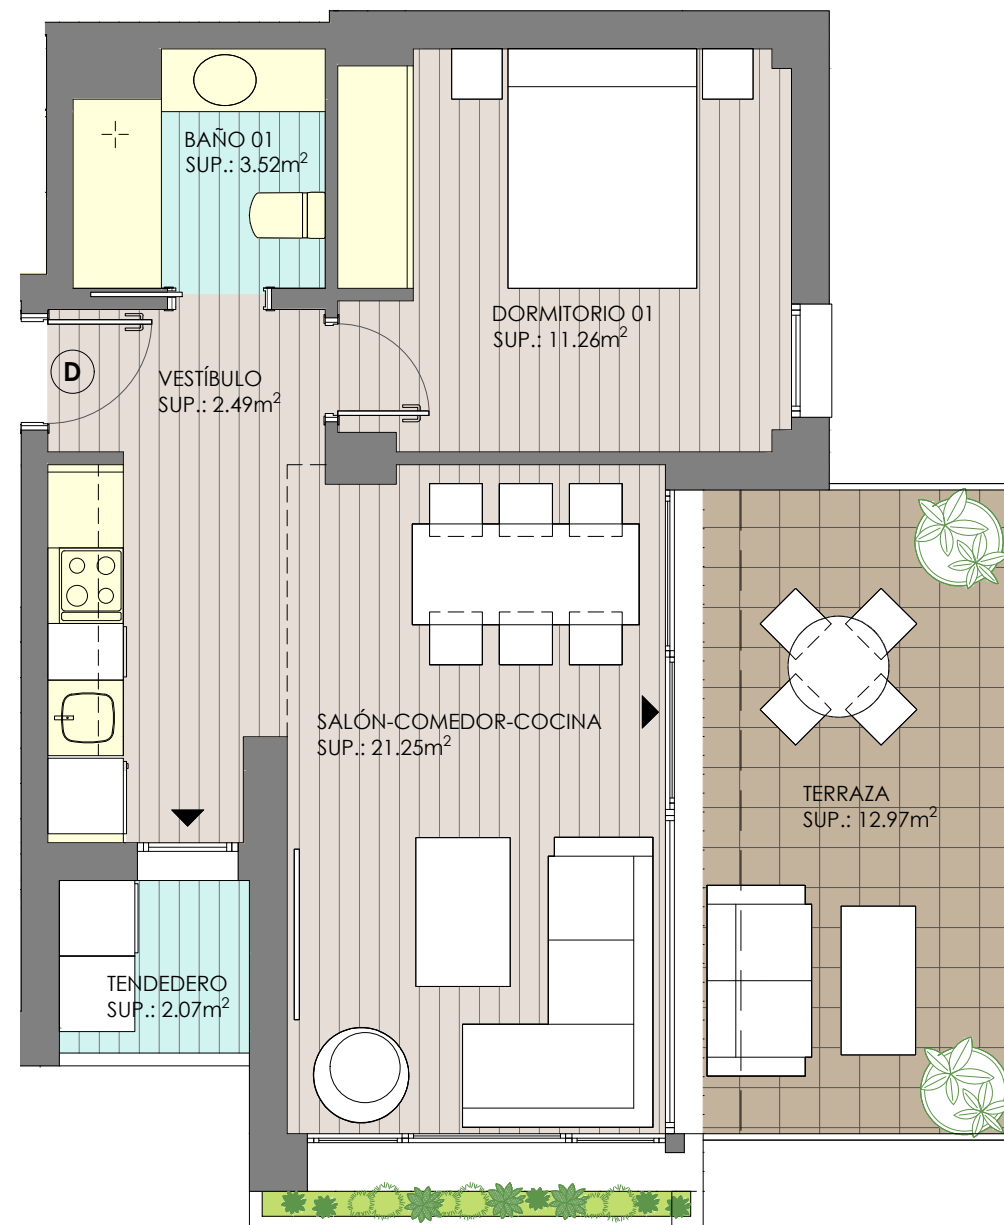 BAÑO 01
SUP.: 3.52m²
DORMITORIO 01
SUP.: 11.26m²
D
VESTÍBULO
SUP.: 2.49m²
SALÓN-COMEDOR-COCINA
SUP.: 21.25m²
TERRAZA
SUP.: 12.97m²
TENDEDERO
SUP.: 2.07m²